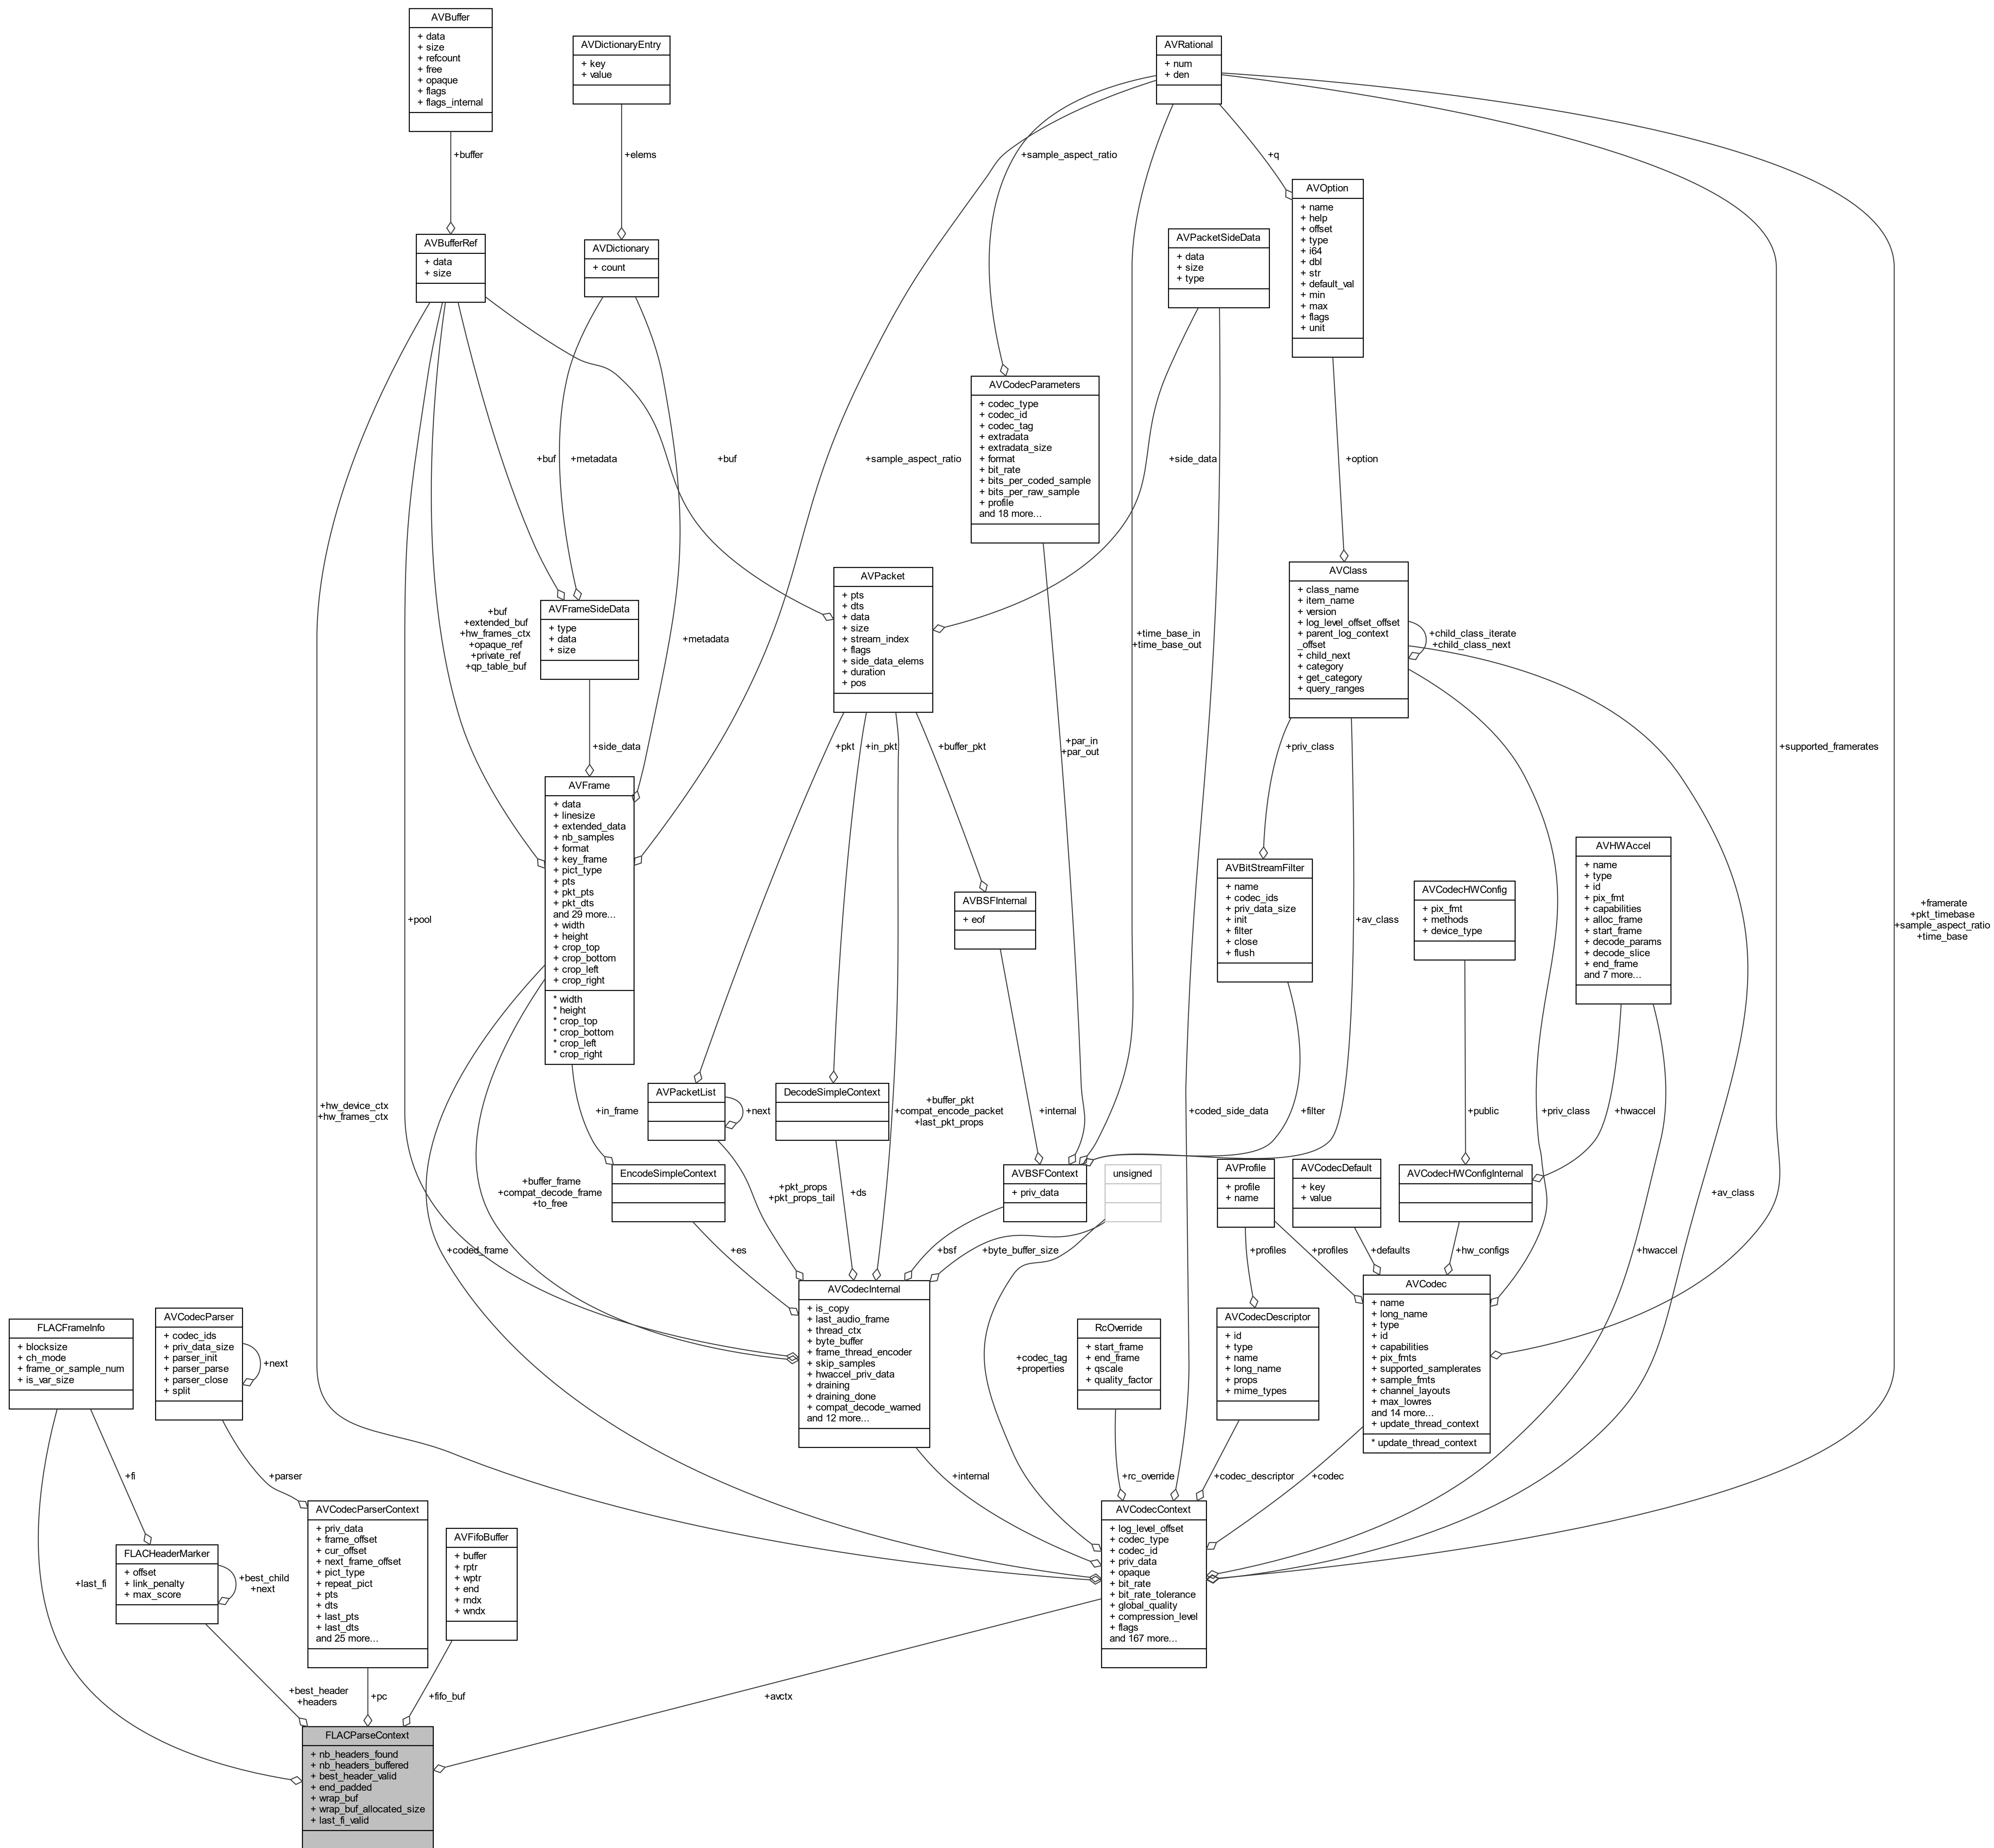 AVBuffer
+ data
+ size
+ refcount
+ free
+ opaque
+ flags
+ flags_internal
AVDictionaryEntry
+ key
+ value
AVRational
+ num
+ den
+buffer
+elems
+sample_aspect_ratio
+q
AVOption
+ name
+ help
+ offset
+ type
+ i64
+ dbl
+ str
+ default_val
+ min
+ max
+ flags
+ unit
AVBufferRef
+ data
+ size
AVDictionary
+ count
AVPacketSideData
+ data
+ size
+ type
AVCodecParameters
+ codec_type
+ codec_id
+ codec_tag
+ extradata
+ extradata_size
+ format
+ bit_rate
+ bits_per_coded_sample
+ bits_per_raw_sample
+ profile
and 18 more...
+buf
+metadata
+buf
+sample_aspect_ratio
+side_data
+option
AVClass
+ class_name
+ item_name
+ version
+ log_level_offset_offset
+ parent_log_context
_offset
+ child_next
+ category
+ get_category
+ query_ranges
+child_class_iterate
+child_class_next
AVPacket
+ pts
+ dts
+ data
+ size
+ stream_index
+ flags
+ side_data_elems
+ duration
+ pos
AVFrameSideData
+ type
+ data
+ size
+buf
+extended_buf
+hw_frames_ctx
+opaque_ref
+private_ref
+qp_table_buf
+metadata
+time_base_in
+time_base_out
+side_data
+pkt
+in_pkt
+buffer_pkt
+par_in
+par_out
+priv_class
+supported_framerates
AVFrame
+ data
+ linesize
+ extended_data
+ nb_samples
+ format
+ key_frame
+ pict_type
+ pts
+ pkt_pts
+ pkt_dts
and 29 more...
+ width
+ height
+ crop_top
+ crop_bottom
+ crop_left
+ crop_right
* width
* height
* crop_top
* crop_bottom
* crop_left
* crop_right
AVBSFInternal
+ eof
AVBitStreamFilter
+ name
+ codec_ids
+ priv_data_size
+ init
+ filter
+ close
+ flush
AVCodecHWConfig
+ pix_fmt
+ methods
+ device_type
AVHWAccel
+ name
+ type
+ id
+ pix_fmt
+ capabilities
+ alloc_frame
+ start_frame
+ decode_params
+ decode_slice
+ end_frame
and 7 more...
+pool
+av_class
+framerate
+pkt_timebase
+sample_aspect_ratio
+time_base
+hw_device_ctx
+hw_frames_ctx
+in_frame
AVPacketList
+next
DecodeSimpleContext
+buffer_pkt
+compat_encode_packet
+last_pkt_props
+internal
+coded_side_data
+filter
+public
+priv_class
+hwaccel
+buffer_frame
+compat_decode_frame
+to_free
EncodeSimpleContext
+pkt_props
+pkt_props_tail
+ds
AVBSFContext
+ priv_data
unsigned
AVProfile
+ profile
+ name
AVCodecDefault
+ key
+ value
AVCodecHWConfigInternal
+av_class
+coded_frame
+es
+bsf
+byte_buffer_size
+profiles
+profiles
+defaults
+hw_configs
+hwaccel
AVCodecInternal
+ is_copy
+ last_audio_frame
+ thread_ctx
+ byte_buffer
+ frame_thread_encoder
+ skip_samples
+ hwaccel_priv_data
+ draining
+ draining_done
+ compat_decode_warned
and 12 more...
AVCodec
+ name
+ long_name
+ type
+ id
+ capabilities
+ pix_fmts
+ supported_samplerates
+ sample_fmts
+ channel_layouts
+ max_lowres
and 14 more...
+ update_thread_context
* update_thread_context
FLACFrameInfo
+ blocksize
+ ch_mode
+ frame_or_sample_num
+ is_var_size
AVCodecParser
+ codec_ids
+ priv_data_size
+ parser_init
+ parser_parse
+ parser_close
+ split
+next
+codec_tag
+properties
RcOverride
+ start_frame
+ end_frame
+ qscale
+ quality_factor
AVCodecDescriptor
+ id
+ type
+ name
+ long_name
+ props
+ mime_types
+fi
+parser
+internal
+rc_override
+codec_descriptor
+codec
AVCodecParserContext
+ priv_data
+ frame_offset
+ cur_offset
+ next_frame_offset
+ pict_type
+ repeat_pict
+ pts
+ dts
+ last_pts
+ last_dts
and 25 more...
AVFifoBuffer
+ buffer
+ rptr
+ wptr
+ end
+ rndx
+ wndx
AVCodecContext
+ log_level_offset
+ codec_type
+ codec_id
+ priv_data
+ opaque
+ bit_rate
+ bit_rate_tolerance
+ global_quality
+ compression_level
+ flags
and 167 more...
+last_fi
FLACHeaderMarker
+ offset
+ link_penalty
+ max_score
+best_child
+next
+best_header
+headers
+pc
+fifo_buf
+avctx
FLACParseContext
+ nb_headers_found
+ nb_headers_buffered
+ best_header_valid
+ end_padded
+ wrap_buf
+ wrap_buf_allocated_size
+ last_fi_valid